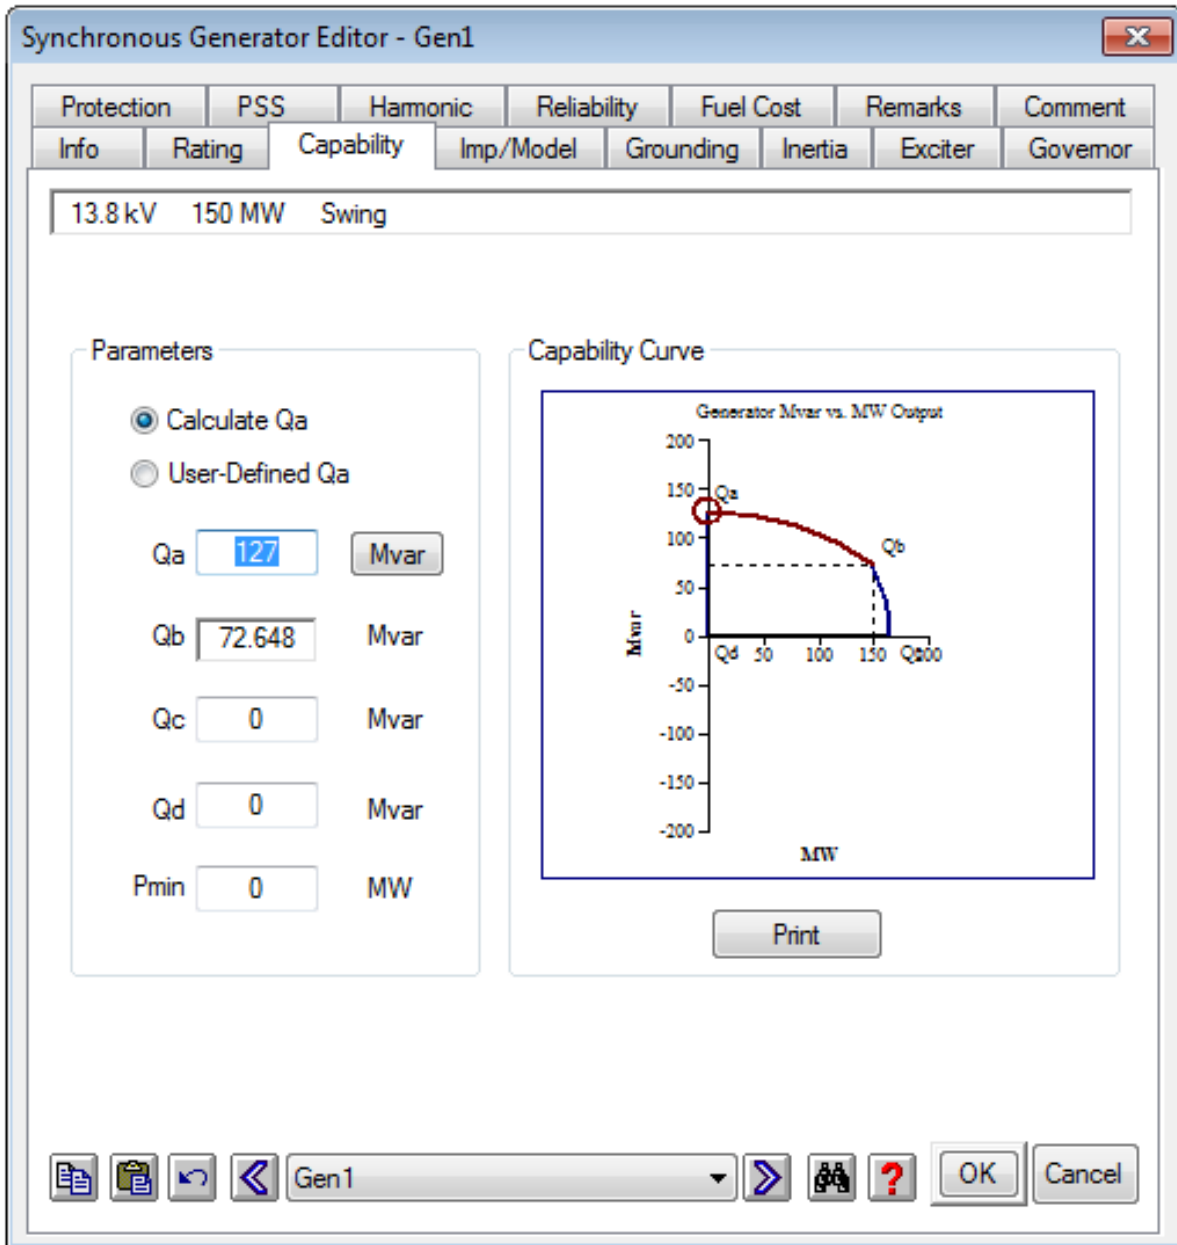 Synchronous Generator Editor - Gen1
Protection PSS Harmonic Reliability Fuel Cost Remarks Comment
Info Rating Capability Imp/Model Grounding Inertia Exciter Governor
13.8 kV 150 MW Swing
Parameters
Calculate Qa
User-Defined Qa
Qa 127 Mvar
Qb 72.648 Mvar
Qc 0 Mvar
Qd 0 Mvar
Pmin 0 MW
Capability Curve
Generator Mvar vs. MW Output
200
150 Qa
100
Qb
50
Mvar
0
Qd 50 100 150 200
-50
-100
-150
-200
MW
Print
Gen1
? OK Cancel